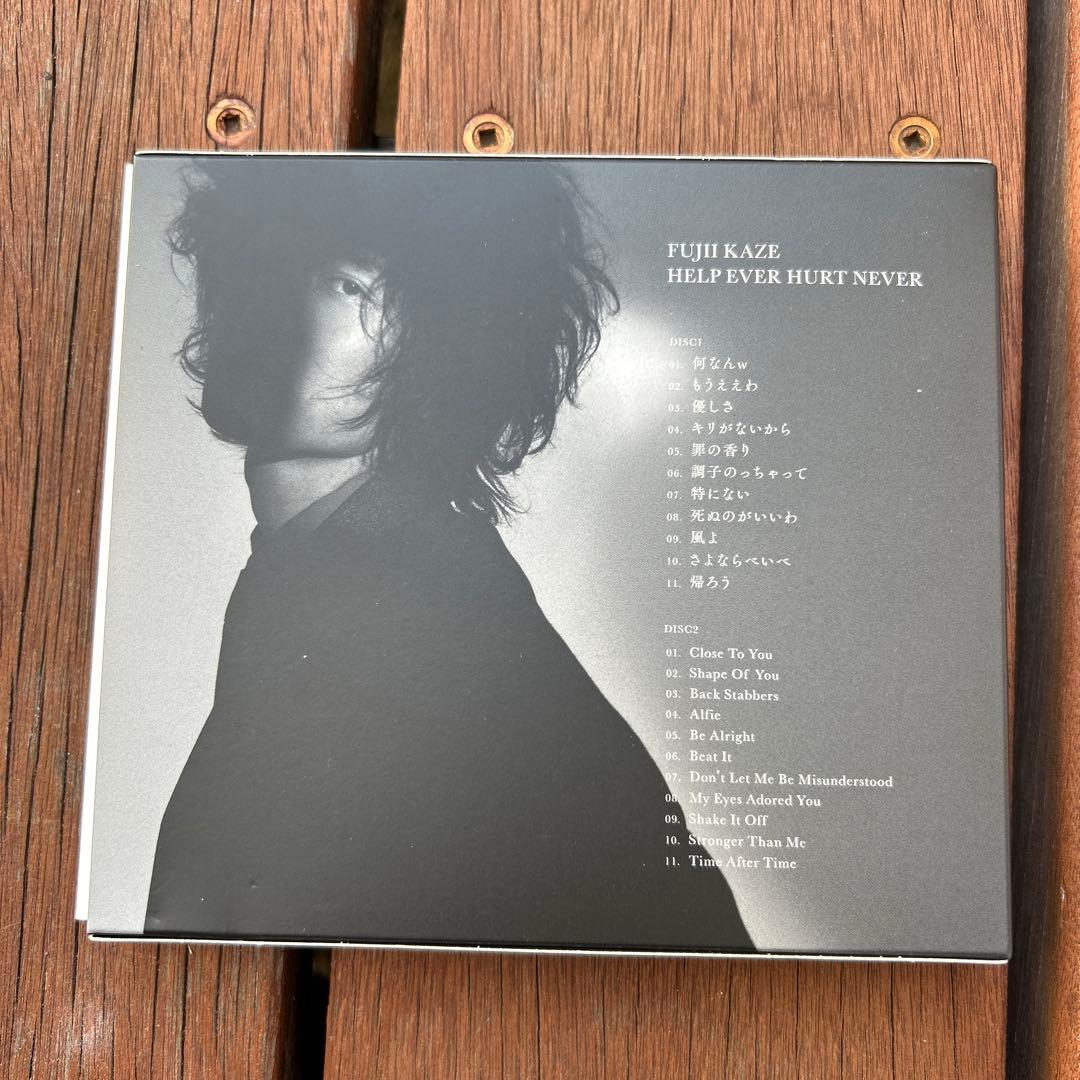 FUJII KAZE
HELP EVER HURT NEVER
DISC1
01. 何なんw
02. もうええわ
03. 優しさ
04. キリがないから
05. 罪の香り
06. 調子のっちゃって
07. 特にない
08. 死ぬのがいいわ
09. 風よ
10. さよならべいべ
11. 帰ろう
DISC2
01. Close To You
02. Shape Of You
03. Back Stabbers
04. Alfie
05. Be Alright
06. Beat It
07. Don't Let Me Be Misunderstood
08. My Eyes Adored You
09. Shake It Off
10. Stronger Than Me
11. Time After Time